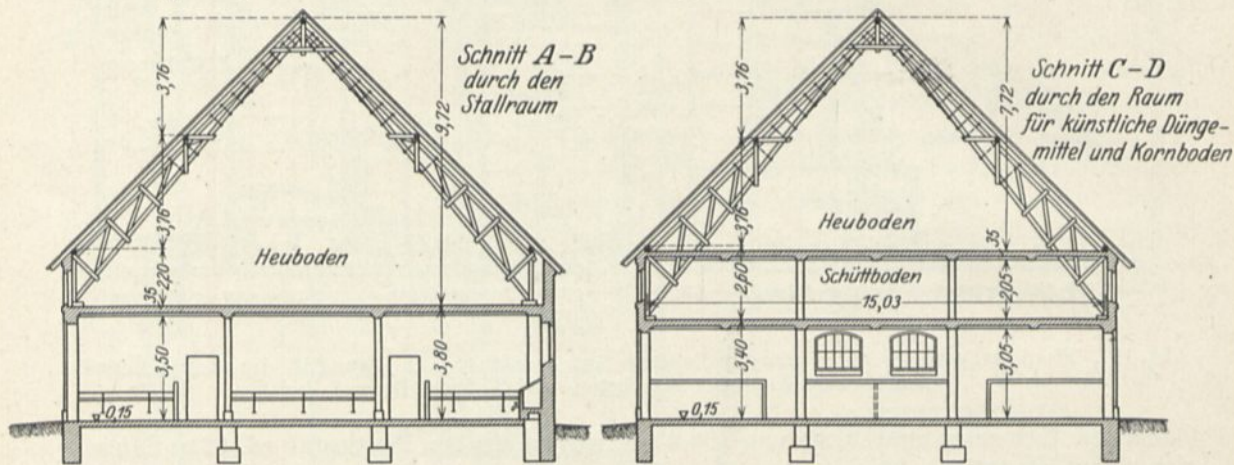 Schnitt A-B
durch den
Stallraum
3,76
9,72
3,76
Heuboden
2,20
35
3,50
3,80
0,15
Schnitt C-D
durch den Raum
für künstliche Dünge-
mittel und Kornboden
3,76
7,72
3,76
Heuboden
35
Schüttboden
15,03
2,60
2,05
3,40
3,05
0,15